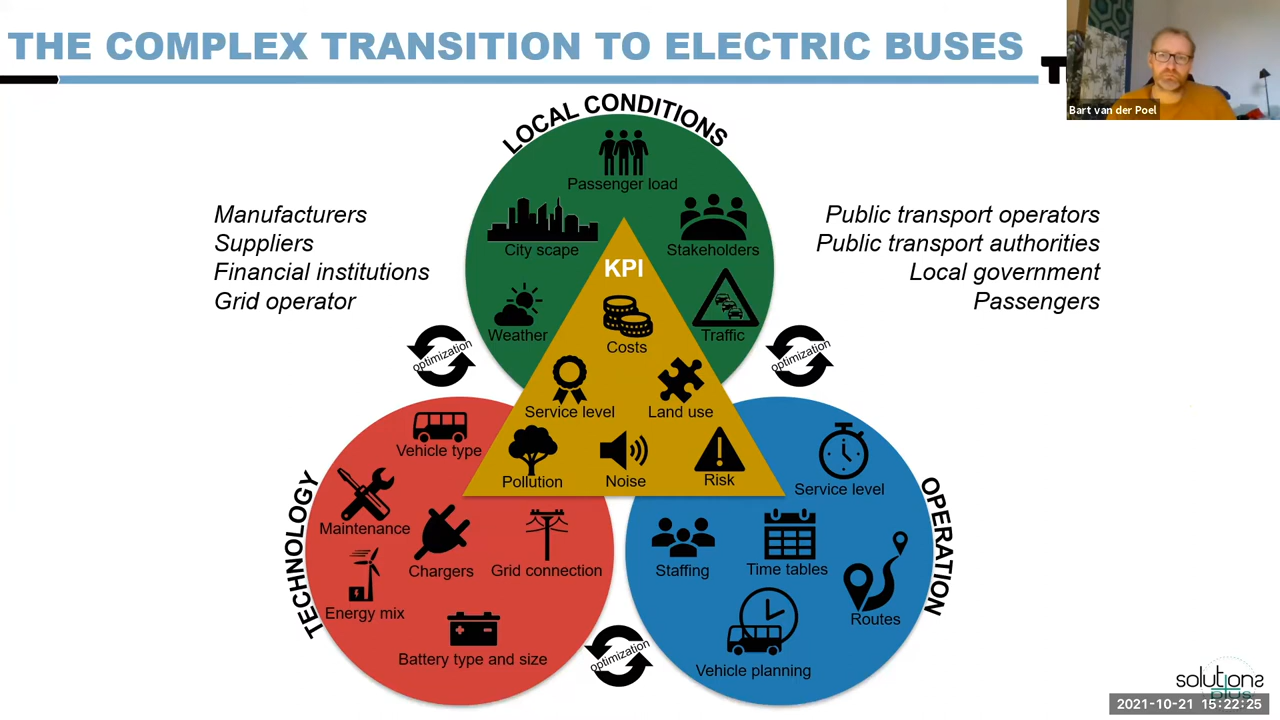 THE COMPLEX TRANSITION TO ELECTRIC BUSES
Bart van der Poel
LOCAL CONDITIONS
Passenger load
City scape
Stakeholders
Weather
Traffic
Manufacturers
Suppliers
Financial institutions
Grid operator
Public transport operators
Public transport authorities
Local government
Passengers
optimization
optimization
KPI
Costs
Service level
Land use
Pollution
Noise
Risk
TECHNOLOGY
Vehicle type
Maintenance
Chargers
Grid connection
Energy mix
Battery type and size
optimization
OPERATION
Service level
Staffing
Time tables
Routes
Vehicle planning
solutions
plus
2021-10-21 15:22:25